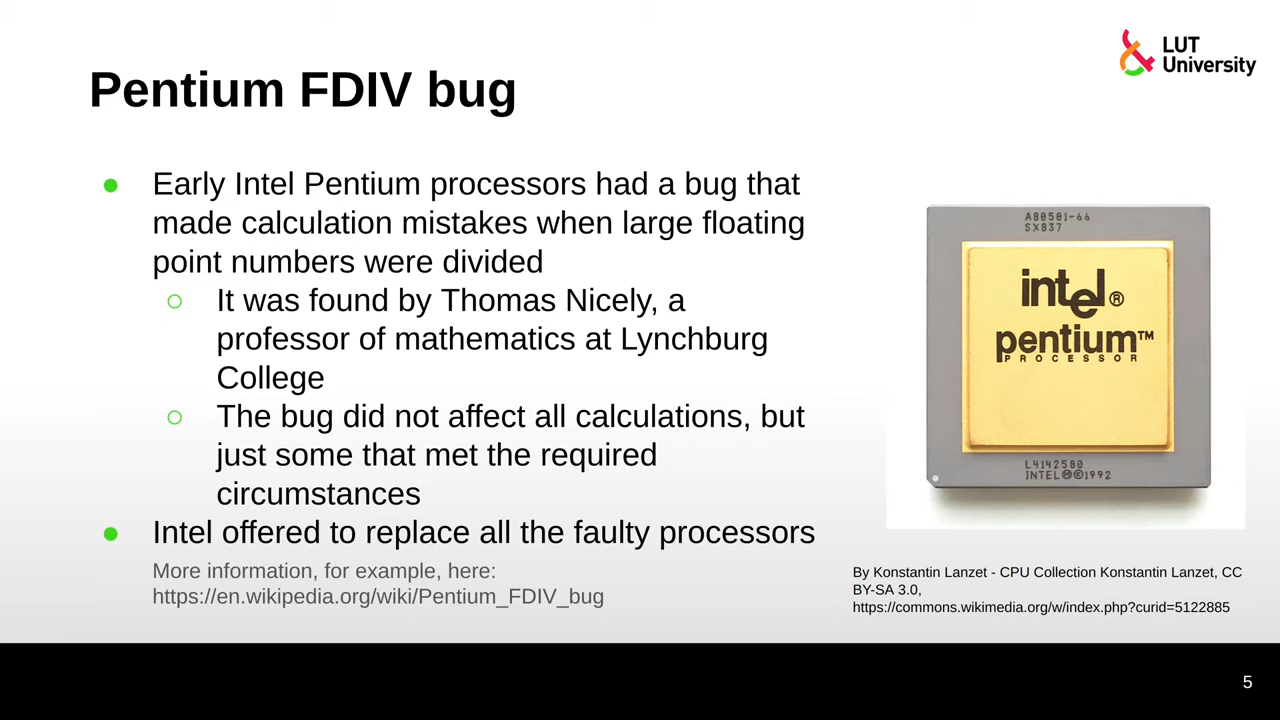 LUT
University
Pentium FDIV bug
● Early Intel Pentium processors had a bug that
made calculation mistakes when large floating
point numbers were divided
○ It was found by Thomas Nicely, a
professor of mathematics at Lynchburg
College
○ The bug did not affect all calculations, but
just some that met the required
circumstances
● Intel offered to replace all the faulty processors
More information, for example, here:
https://en.wikipedia.org/wiki/Pentium_FDIV_bug
A80501-66
SX837
intel®
pentium™
PROCESSOR
L4142580
INTEL®©1992
By Konstantin Lanzet - CPU Collection Konstantin Lanzet, CC
BY-SA 3.0,
https://commons.wikimedia.org/w/index.php?curid=5122885
5